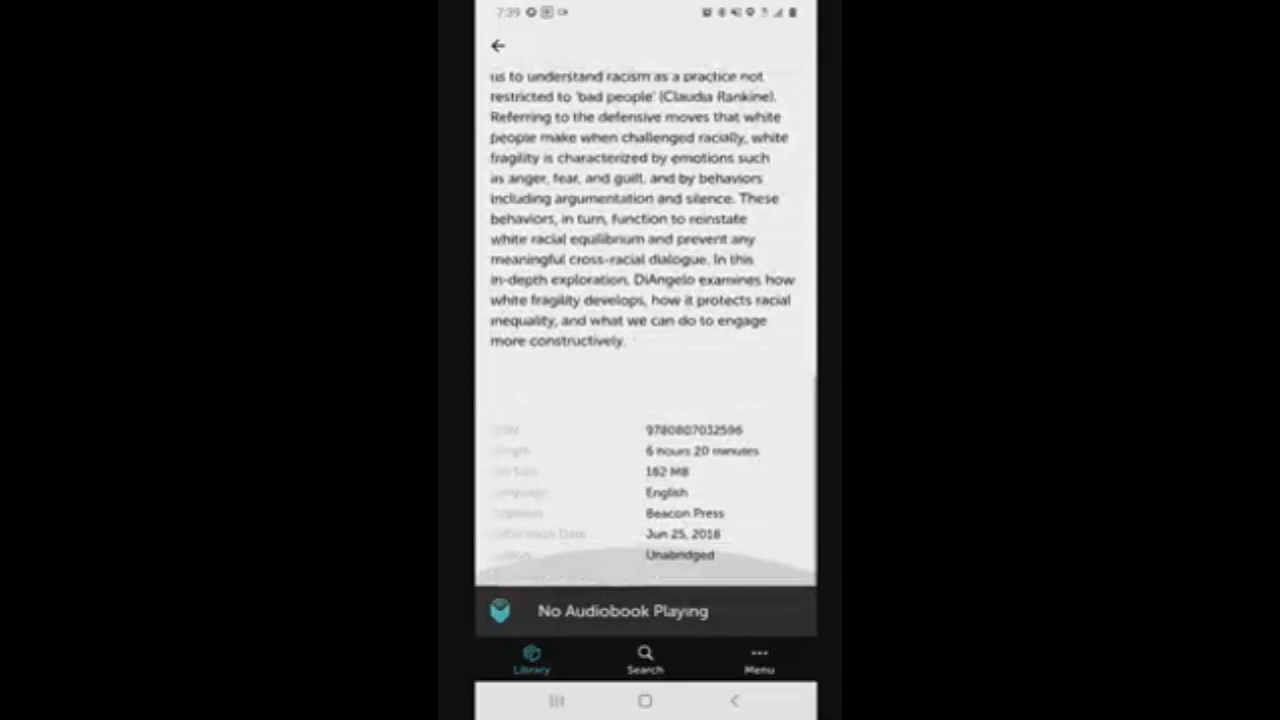 7:39
us to understand racism as a practice not
restricted to 'bad people' (Claudia Rankine).
Referring to the defensive moves that white
people make when challenged racially, white
fragility is characterized by emotions such
as anger, fear, and guilt, and by behaviors
including argumentation and silence. These
behaviors, in turn, function to reinstate
white racial equilibrium and prevent any
meaningful cross-racial dialogue. In this
in-depth exploration, DiAngelo examines how
white fragility develops, how it protects racial
inequality, and what we can do to engage
more constructively.
9780807032596
Length 6 hours 20 minutes
162 MB
Language English
Beacon Press
Publication Date Jun 25, 2018
Unabridged
No Audiobook Playing
Library Search Menu